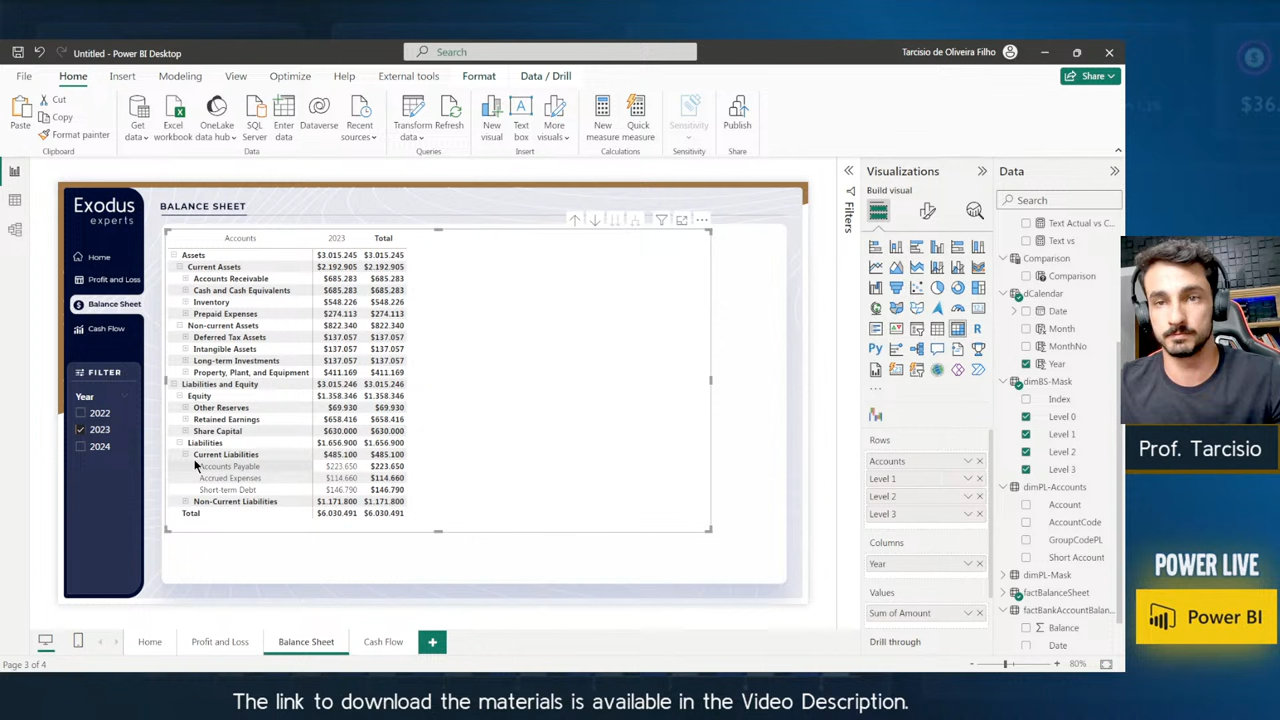 Untitled - Power BI Desktop
Search
Tarcisio de Oliveira Filho
File Home Insert Modeling View Optimize Help External tools Format Data / Drill
Share
Paste
Cut
Copy
Format painter
Clipboard
Get data
Excel workbook
OneLake data hub
SQL Server
Enter data
Dataverse
Recent sources
Data
Transform data
Refresh
Queries
New visual
Text box
More visuals
Insert
New measure
Quick measure
Calculations
Sensitivity
Sensitivity
Publish
Share
Exodus
experts
Home
Profit and Loss
Balance Sheet
Cash Flow
FILTER
Year
2022
2023
2024
BALANCE SHEET
Accounts 2023 Total
Assets $3.015.245 $3.015.245
Current Assets $2.192.905 $2.192.905
Accounts Receivable $685.283 $685.283
Cash and Cash Equivalents $685.283 $685.283
Inventory $548.226 $548.226
Prepaid Expenses $274.113 $274.113
Non-current Assets $822.340 $822.340
Deferred Tax Assets $137.057 $137.057
Intangible Assets $137.057 $137.057
Long-term Investments $137.057 $137.057
Property, Plant, and Equipment $411.169 $411.169
Liabilities and Equity $3.015.246 $3.015.246
Equity $1.358.346 $1.358.346
Other Reserves $69.930 $69.930
Retained Earnings $658.416 $658.416
Share Capital $630.000 $630.000
Liabilities $1.656.900 $1.656.900
Current Liabilities $485.100 $485.100
Accounts Payable $223.650 $223.650
Accrued Expenses $114.660 $114.660
Short-term Debt $146.790 $146.790
Non-Current Liabilities $1.171.800 $1.171.800
Total $6.030.491 $6.030.491
Filters
Visualizations
Build visual
Rows
Accounts
Level 1
Level 2
Level 3
Columns
Year
Values
Sum of Amount
Drill through
Data
Search
Text Actual vs C...
Text vs
Comparison
Comparison
dCalendar
Date
Month
MonthNo
Year
dimBS-Mask
Index
Level 0
Level 1
Level 2
Level 3
dimPL-Accounts
Account
AccountCode
GroupCodePL
Short Account
dimPL-Mask
factBalanceSheet
factBankAccountBalan...
Balance
Date
Home Profit and Loss Balance Sheet Cash Flow
Page 3 of 4
80%
Prof. Tarcisio
POWER LIVE
Power BI
The link to download the materials is available in the Video Description.